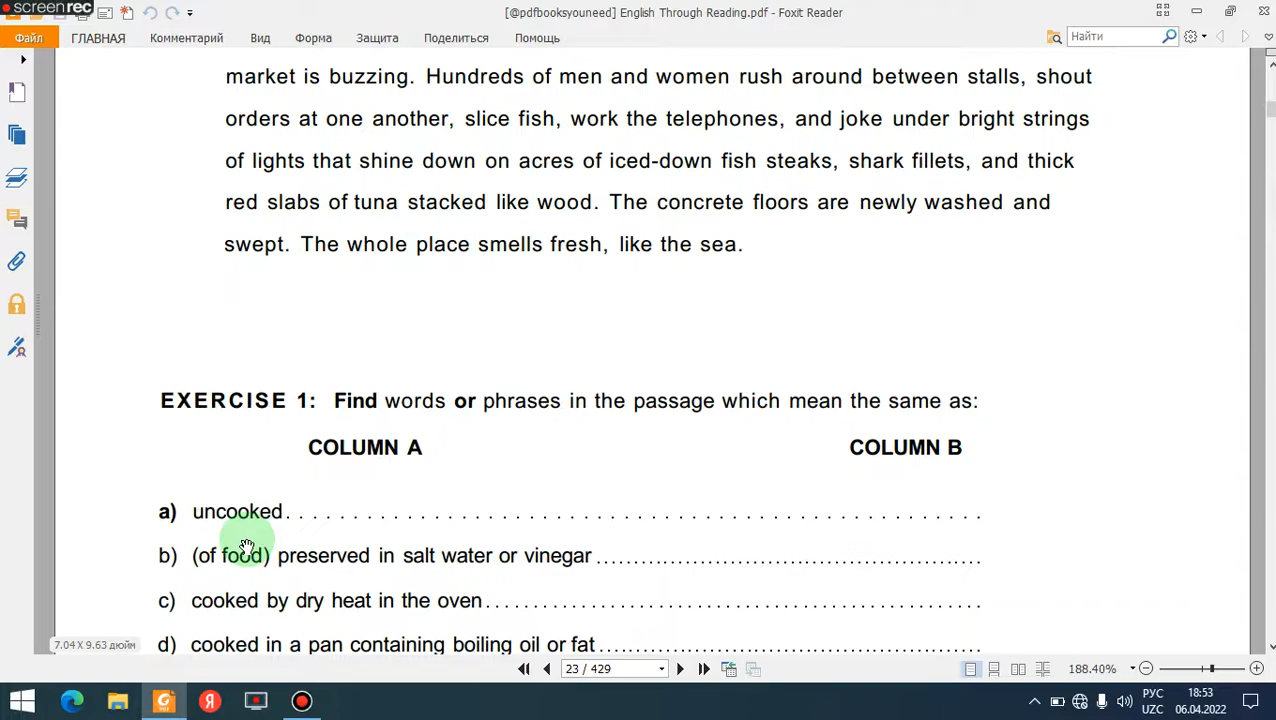 screenrec
[@pdfbooksyouneed] English Through Reading.pdf - Foxit Reader
Файл ГЛАВНАЯ Комментарий Вид Форма Защита Поделиться Помощь Найти
market is buzzing. Hundreds of men and women rush around between stalls, shout
orders at one another, slice fish, work the telephones, and joke under bright strings
of lights that shine down on acres of iced-down fish steaks, shark fillets, and thick
red slabs of tuna stacked like wood. The concrete floors are newly washed and
swept. The whole place smells fresh, like the sea.
EXERCISE 1: Find words or phrases in the passage which mean the same as:
COLUMN A COLUMN B
a) uncooked. . . . . . . . . . . . . . . . . . . . . . . . . . . . . . . . . . . . . . . . . . . . . . . . . . . .
b) (of food) preserved in salt water or vinegar ..........................................
c) cooked by dry heat in the oven. . . . . . . . . . . . . . . . . . . . . . . . . . . . . . . . . . . . .
d) cooked in a pan containing boiling oil or fat..........................................
7.04 X 9.63 дюйм
23 / 429 188.40%
РУС 18:53
UZC 06.04.2022